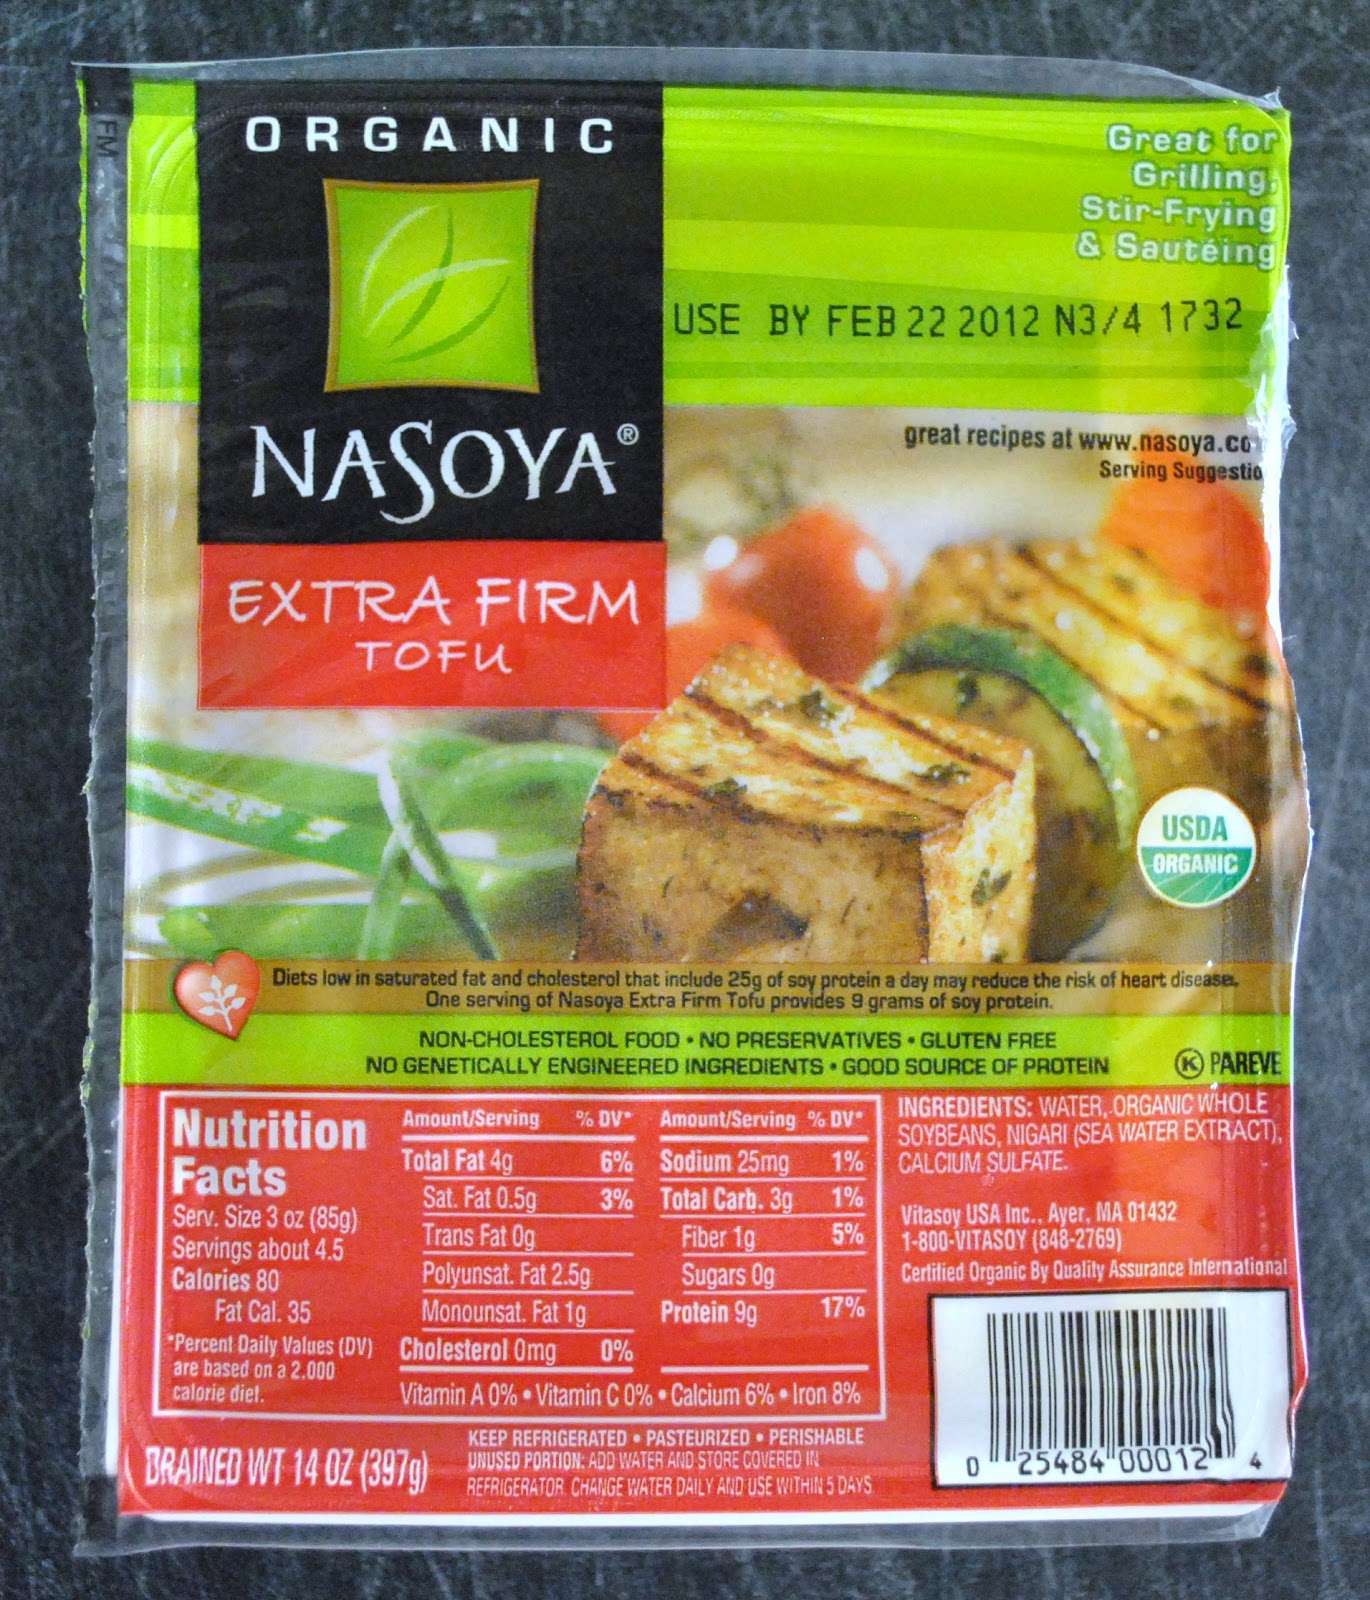 FM
ORGANIC
NASOYA®
EXTRA FIRM
TOFU
Great for
Grilling,
Stir-Frying
& Sautéing
USE BY FEB 22 2012 N3/4 1732
great recipes at www.nasoya.co
Serving Suggestio
USDA
ORGANIC
Diets low in saturated fat and cholesterol that include 25g of soy protein a day may reduce the risk of heart disease.
One serving of Nasoya Extra Firm Tofu provides 9 grams of soy protein.
NON-CHOLESTEROL FOOD • NO PRESERVATIVES • GLUTEN FREE
NO GENETICALLY ENGINEERED INGREDIENTS • GOOD SOURCE OF PROTEIN
K PAREVE
Nutrition
Facts
Serv. Size 3 oz (85g)
Servings about 4.5
Calories 80
Fat Cal. 35
*Percent Daily Values (DV)
are based on a 2,000
calorie diet.
Amount/Serving % DV*
Total Fat 4g 6%
Sat. Fat 0.5g 3%
Trans Fat 0g
Polyunsat. Fat 2.5g
Monounsat. Fat 1g
Cholesterol 0mg 0%
Amount/Serving % DV*
Sodium 25mg 1%
Total Carb. 3g 1%
Fiber 1g 5%
Sugars 0g
Protein 9g 17%
Vitamin A 0% • Vitamin C 0% • Calcium 6% • Iron 8%
INGREDIENTS: WATER, ORGANIC WHOLE
SOYBEANS, NIGARI (SEA WATER EXTRACT),
CALCIUM SULFATE.
Vitasoy USA Inc., Ayer, MA 01432
1-800-VITASOY (848-2769)
Certified Organic By Quality Assurance International
DRAINED WT 14 OZ (397g)
KEEP REFRIGERATED • PASTEURIZED • PERISHABLE
UNUSED PORTION: ADD WATER AND STORE COVERED IN
REFRIGERATOR. CHANGE WATER DAILY AND USE WITHIN 5 DAYS
0 25484 00012 4